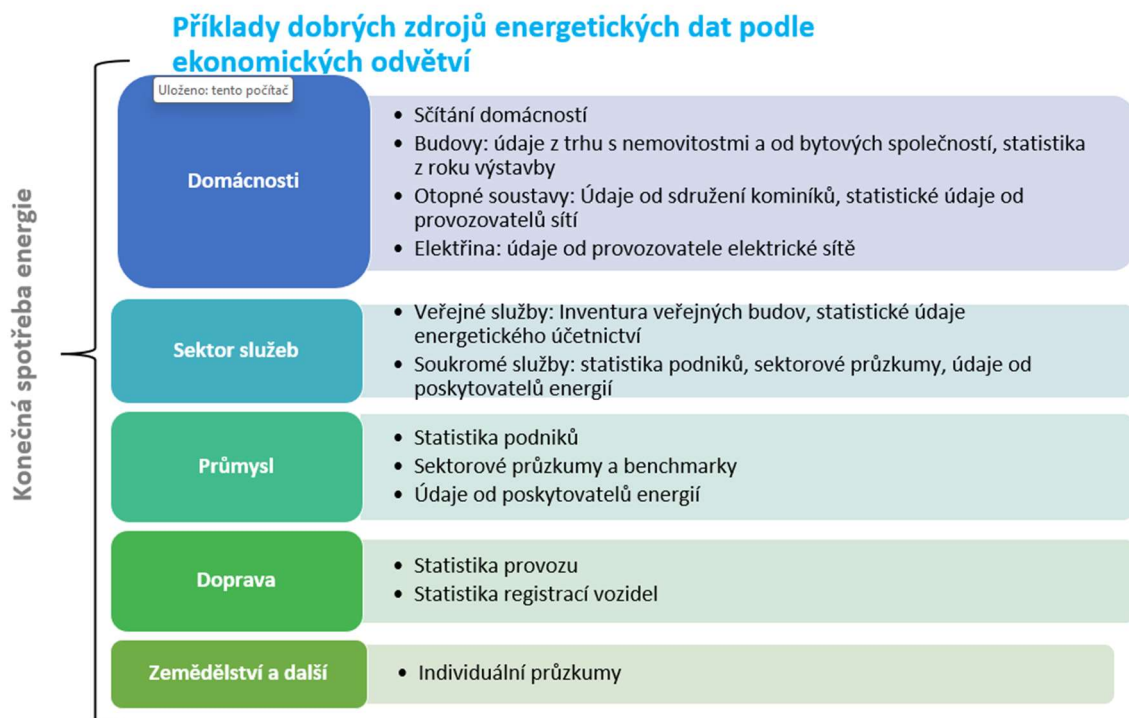 Příklady dobrých zdrojů energetických dat podle
ekonomických odvětví
Uloženo: tento počítač
Konečná spotřeba energie
Domácnosti
• Sčítání domácností
• Budovy: údaje z trhu s nemovitostmi a od bytových společností, statistika
z roku výstavby
• Otopné soustavy: Údaje od sdružení kominíků, statistické údaje od
provozovatelů sítí
• Elektřina: údaje od provozovatele elektrické sítě
Sektor služeb
• Veřejné služby: Inventura veřejných budov, statistické údaje
energetického účetnictví
• Soukromé služby: statistika podniků, sektorové průzkumy, údaje od
poskytovatelů energií
Průmysl
• Statistika podniků
• Sektorové průzkumy a benchmarky
• Údaje od poskytovatelů energií
Doprava
• Statistika provozu
• Statistika registrací vozidel
Zemědělství a další
• Individuální průzkumy